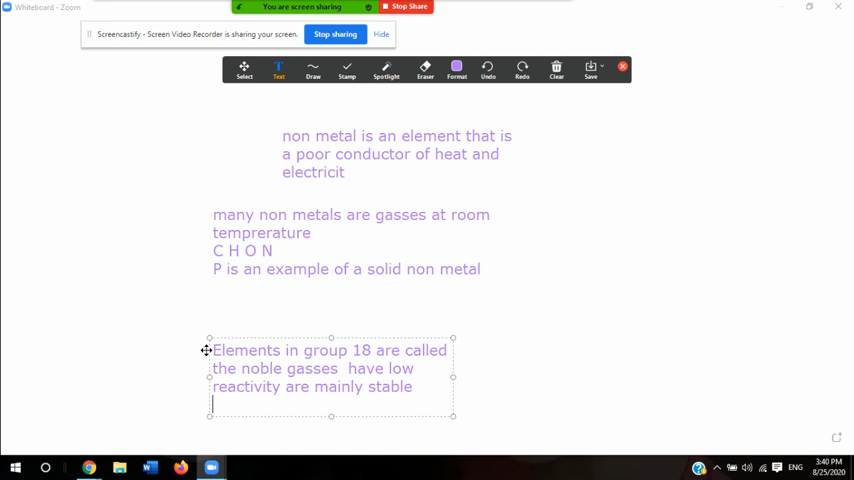 Whiteboard - Zoom
You are screen sharing
Stop Share
Screencastify - Screen Video Recorder is sharing your screen.
Stop sharing
Hide
Select
Text
Draw
Stamp
Spotlight
Eraser
Format
Undo
Redo
Clear
Save
non metal is an element that is
a poor conductor of heat and
electricit
many non metals are gasses at room
temprerature
C H O N
P is an example of a solid non metal
Elements in group 18 are called
the noble gasses have low
reactivity are mainly stable
ENG
3:40 PM
8/25/2020